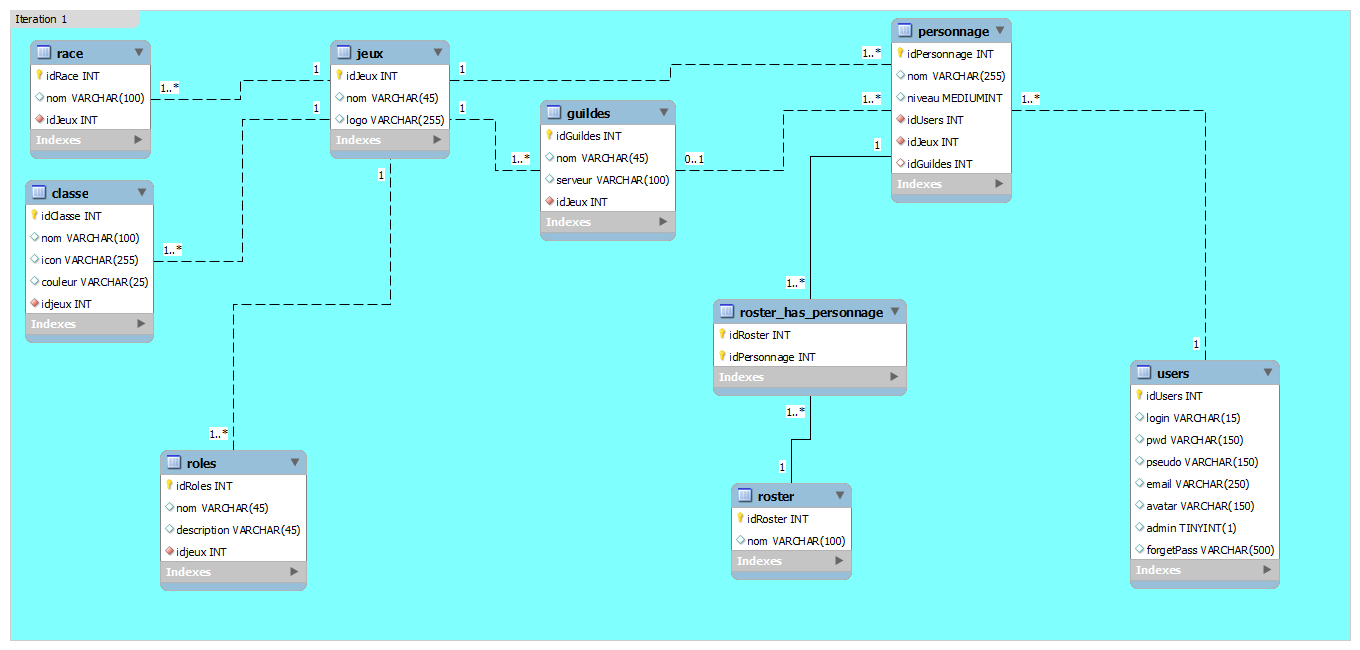 Iteration 1
race
idRace INT
nom VARCHAR(100)
idJeux INT
Indexes
1..*
1
jeux
idJeux INT
nom VARCHAR(45)
logo VARCHAR(255)
Indexes
1
1
1
1
classe
idClasse INT
nom VARCHAR(100)
icon VARCHAR(255)
couleur VARCHAR(25)
idjeux INT
Indexes
1..*
guildes
idGuildes INT
nom VARCHAR(45)
serveur VARCHAR(100)
idJeux INT
Indexes
1..*
0..1
personnage
idPersonnage INT
nom VARCHAR(255)
niveau MEDIUMINT
idUsers INT
idJeux INT
idGuildes INT
Indexes
1..*
1..*
1..*
1
roster_has_personnage
idRoster INT
idPersonnage INT
Indexes
1..*
1..*
roster
idRoster INT
nom VARCHAR(100)
Indexes
1
roles
idRoles INT
nom VARCHAR(45)
description VARCHAR(45)
idjeux INT
Indexes
1..*
users
idUsers INT
login VARCHAR(15)
pwd VARCHAR(150)
pseudo VARCHAR(150)
email VARCHAR(250)
avatar VARCHAR(150)
admin TINYINT(1)
forgetPass VARCHAR(500)
Indexes
1